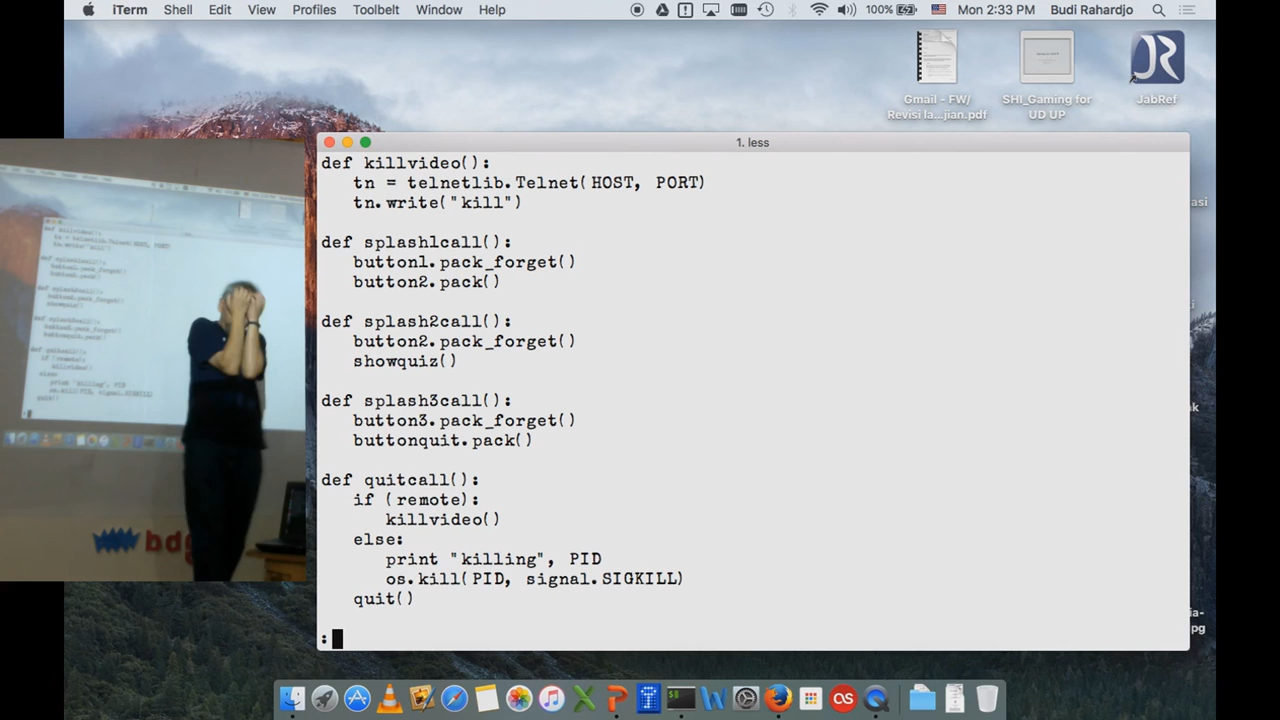 iTerm Shell Edit View Profiles Toolbelt Window Help 100% Mon 2:33 PM Budi Rahardjo
Gmail - FW/
Revisi la...jian.pdf
SHI_Gaming for
UD UP
JabRef
1. less
def killvideo():
   tn = telnetlib.Telnet(HOST, PORT)
   tn.write("kill")
def splash1call():
   button1.pack_forget()
   button2.pack()
def splash2call():
   button2.pack_forget()
   showquiz()
def splash3call():
   button3.pack_forget()
   buttonquit.pack()
def quitcall():
   if (remote):
      killvideo()
   else:
      print "killing", PID
      os.kill(PID, signal.SIGKILL)
   quit()
:
bd